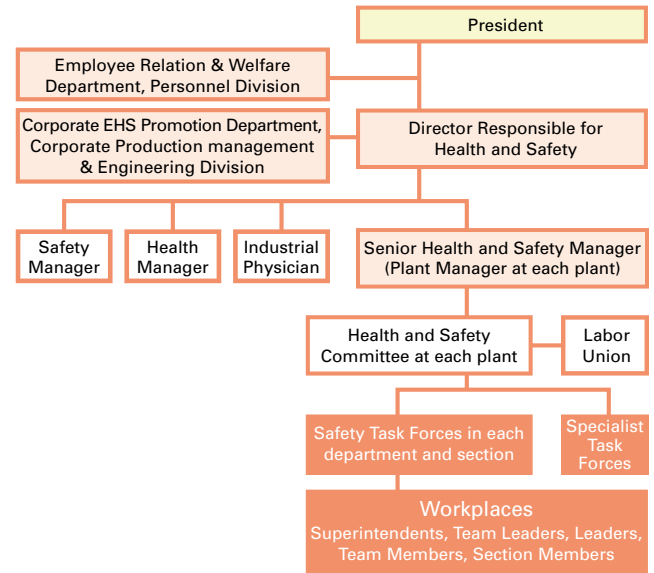 President
Employee Relation & Welfare
Department, Personnel Division
Corporate EHS Promotion Department,
Corporate Production management
& Engineering Division
Director Responsible for
Health and Safety
Safety
Manager
Health
Manager
Industrial
Physician
Senior Health and Safety Manager
(Plant Manager at each plant)
Health and Safety
Committee at each plant
Labor
Union
Safety Task Forces in each
department and section
Specialist
Task
Forces
Workplaces
Superintendents, Team Leaders, Leaders,
Team Members, Section Members